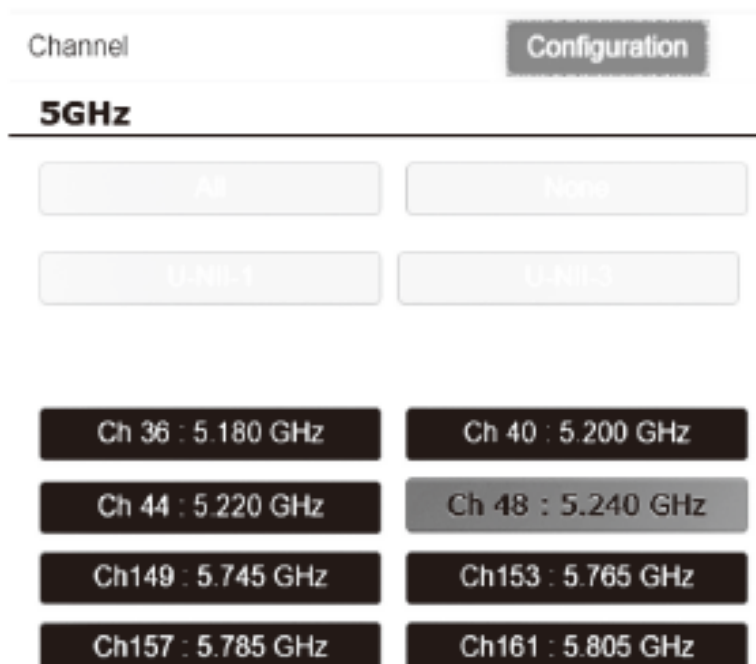 Channel Configuration
5GHz
All None
U-NII-1 U-NII-3
Ch 36 : 5.180 GHz Ch 40 : 5.200 GHz
Ch 44 : 5.220 GHz Ch 48 : 5.240 GHz
Ch149 : 5.745 GHz Ch153 : 5.765 GHz
Ch157 : 5.785 GHz Ch161 : 5.805 GHz